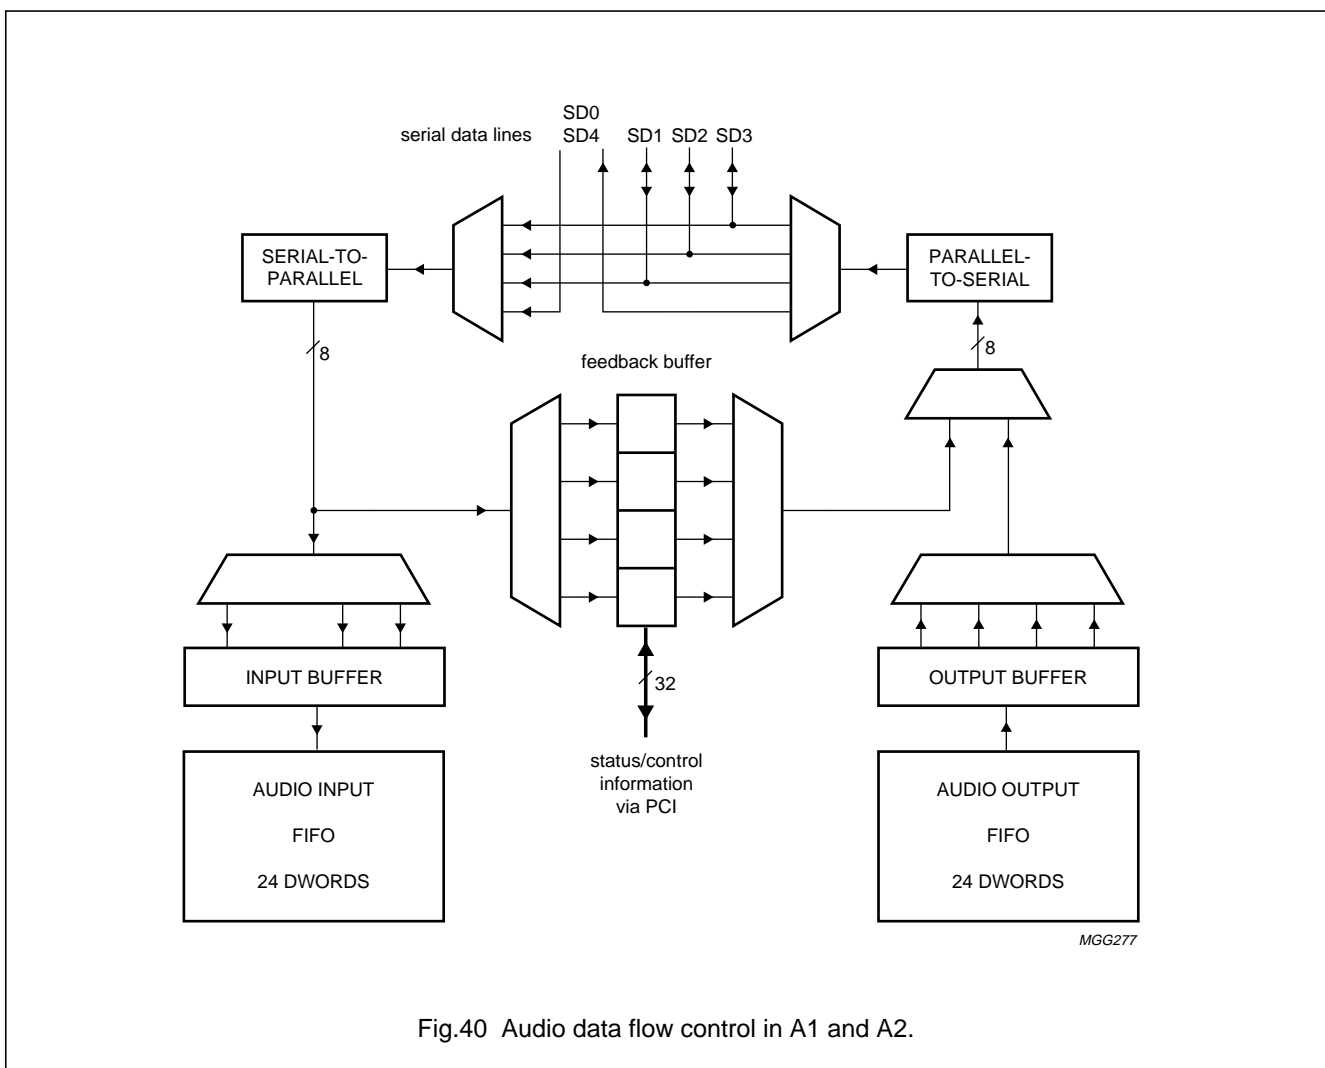 SD0
serial data lines SD4 SD1 SD2 SD3
SERIAL-TO-
PARALLEL
PARALLEL-
TO-SERIAL
8
8
feedback buffer
INPUT BUFFER
32
OUTPUT BUFFER
status/control
information
via PCI
AUDIO INPUT
FIFO
24 DWORDS
AUDIO OUTPUT
FIFO
24 DWORDS
MGG277
Fig.40 Audio data flow control in A1 and A2.